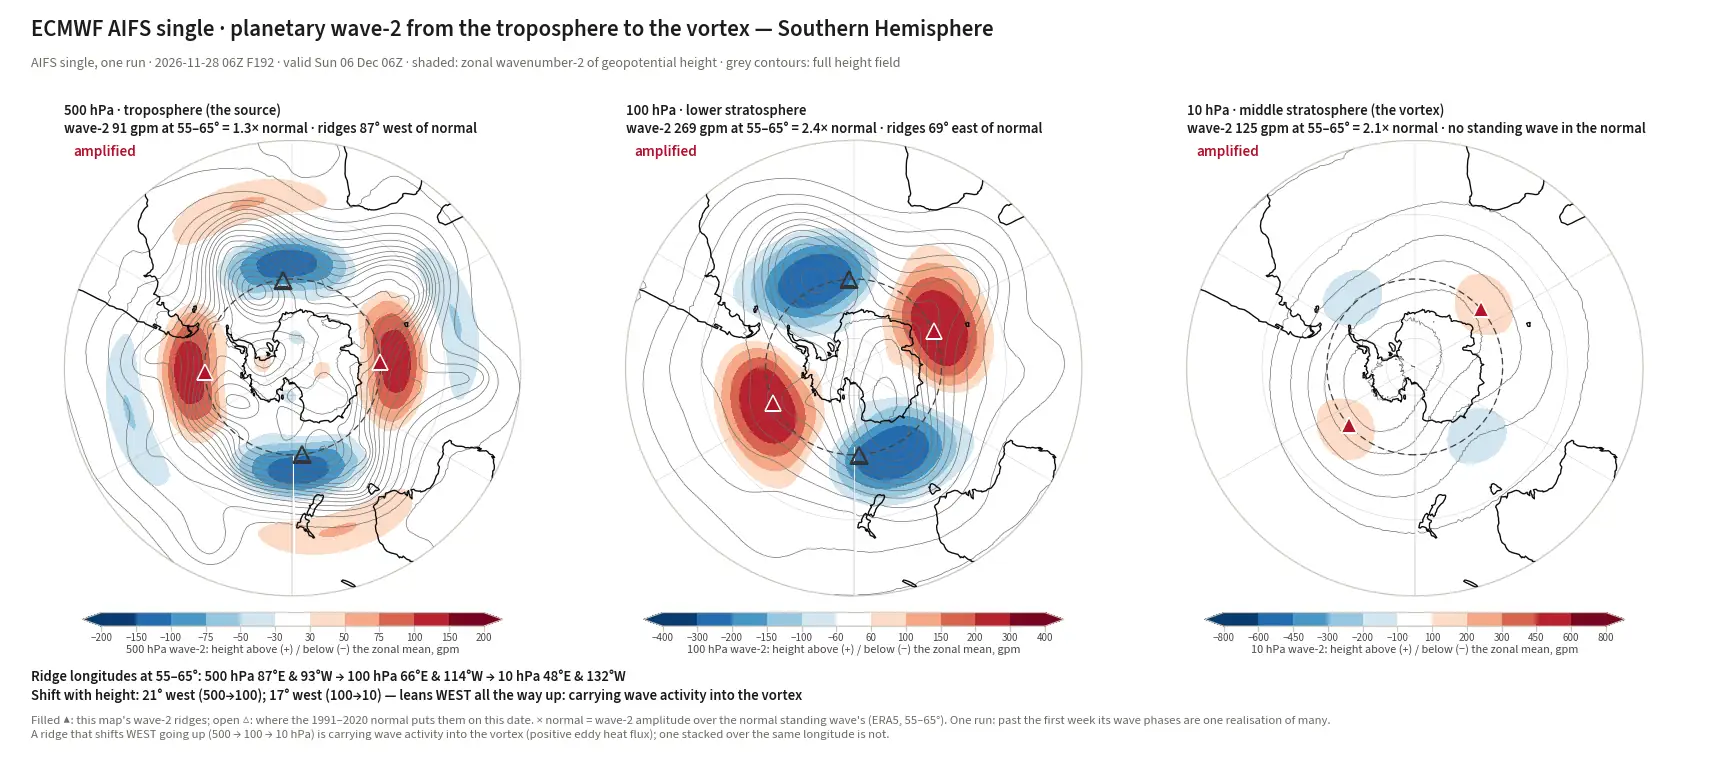 ECMWF AIFS single · planetary wave-2 from the troposphere to the vortex — Southern Hemisphere
AIFS single, one run · 2026-11-28 06Z F192 · valid Sun 06 Dec 06Z · shaded: zonal wavenumber-2 of geopotential height · grey contours: full height field
500 hPa · troposphere (the source)
wave-2 91 gpm at 55–65° = 1.3× normal · ridges 87° west of normal
amplified
100 hPa · lower stratosphere
wave-2 269 gpm at 55–65° = 2.4× normal · ridges 69° east of normal
amplified
10 hPa · middle stratosphere (the vortex)
wave-2 125 gpm at 55–65° = 2.1× normal · no standing wave in the normal
amplified
−200 −150 −100 −75 −50 −30 30 50 75 100 150 200
500 hPa wave-2: height above (+) / below (−) the zonal mean, gpm
−400 −300 −200 −150 −100 −60 60 100 150 200 300 400
100 hPa wave-2: height above (+) / below (−) the zonal mean, gpm
−800 −600 −450 −300 −200 −100 100 200 300 450 600 800
10 hPa wave-2: height above (+) / below (−) the zonal mean, gpm
Ridge longitudes at 55–65°: 500 hPa 87°E & 93°W → 100 hPa 66°E & 114°W → 10 hPa 48°E & 132°W
Shift with height: 21° west (500→100); 17° west (100→10) — leans WEST all the way up: carrying wave activity into the vortex
Filled ▲: this map's wave-2 ridges; open △: where the 1991–2020 normal puts them on this date. × normal = wave-2 amplitude over the normal standing wave's (ERA5, 55–65°). One run: past the first week its wave phases are one realisation of many.
A ridge that shifts WEST going up (500 → 100 → 10 hPa) is carrying wave activity into the vortex (positive eddy heat flux); one stacked over the same longitude is not.